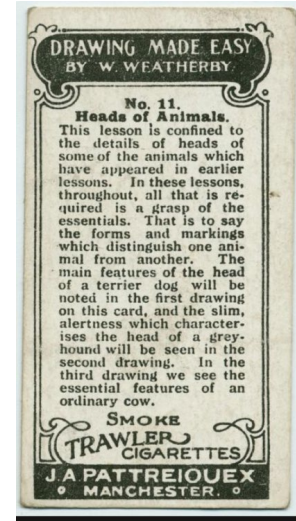 DRAWING MADE EASY
BY W. WEATHERBY.
No. 11.
Heads of Animals.
This lesson is confined to
the details of heads of
some of the animals which
have appeared in earlier
lessons. In these lessons,
throughout, all that is re-
quired is a grasp of the
essentials. That is to say
the forms and markings
which distinguish one ani-
mal from another. The
main features of the head
of a terrier dog will be
noted in the first drawing
on this card, and the slim,
alertness which character-
ises the head of a grey-
hound will be seen in the
second drawing. In the
third drawing we see the
essential features of an
ordinary cow.
SMOKE
TRAWLER
CIGARETTES
J.A PATTREIOUEX
MANCHESTER.